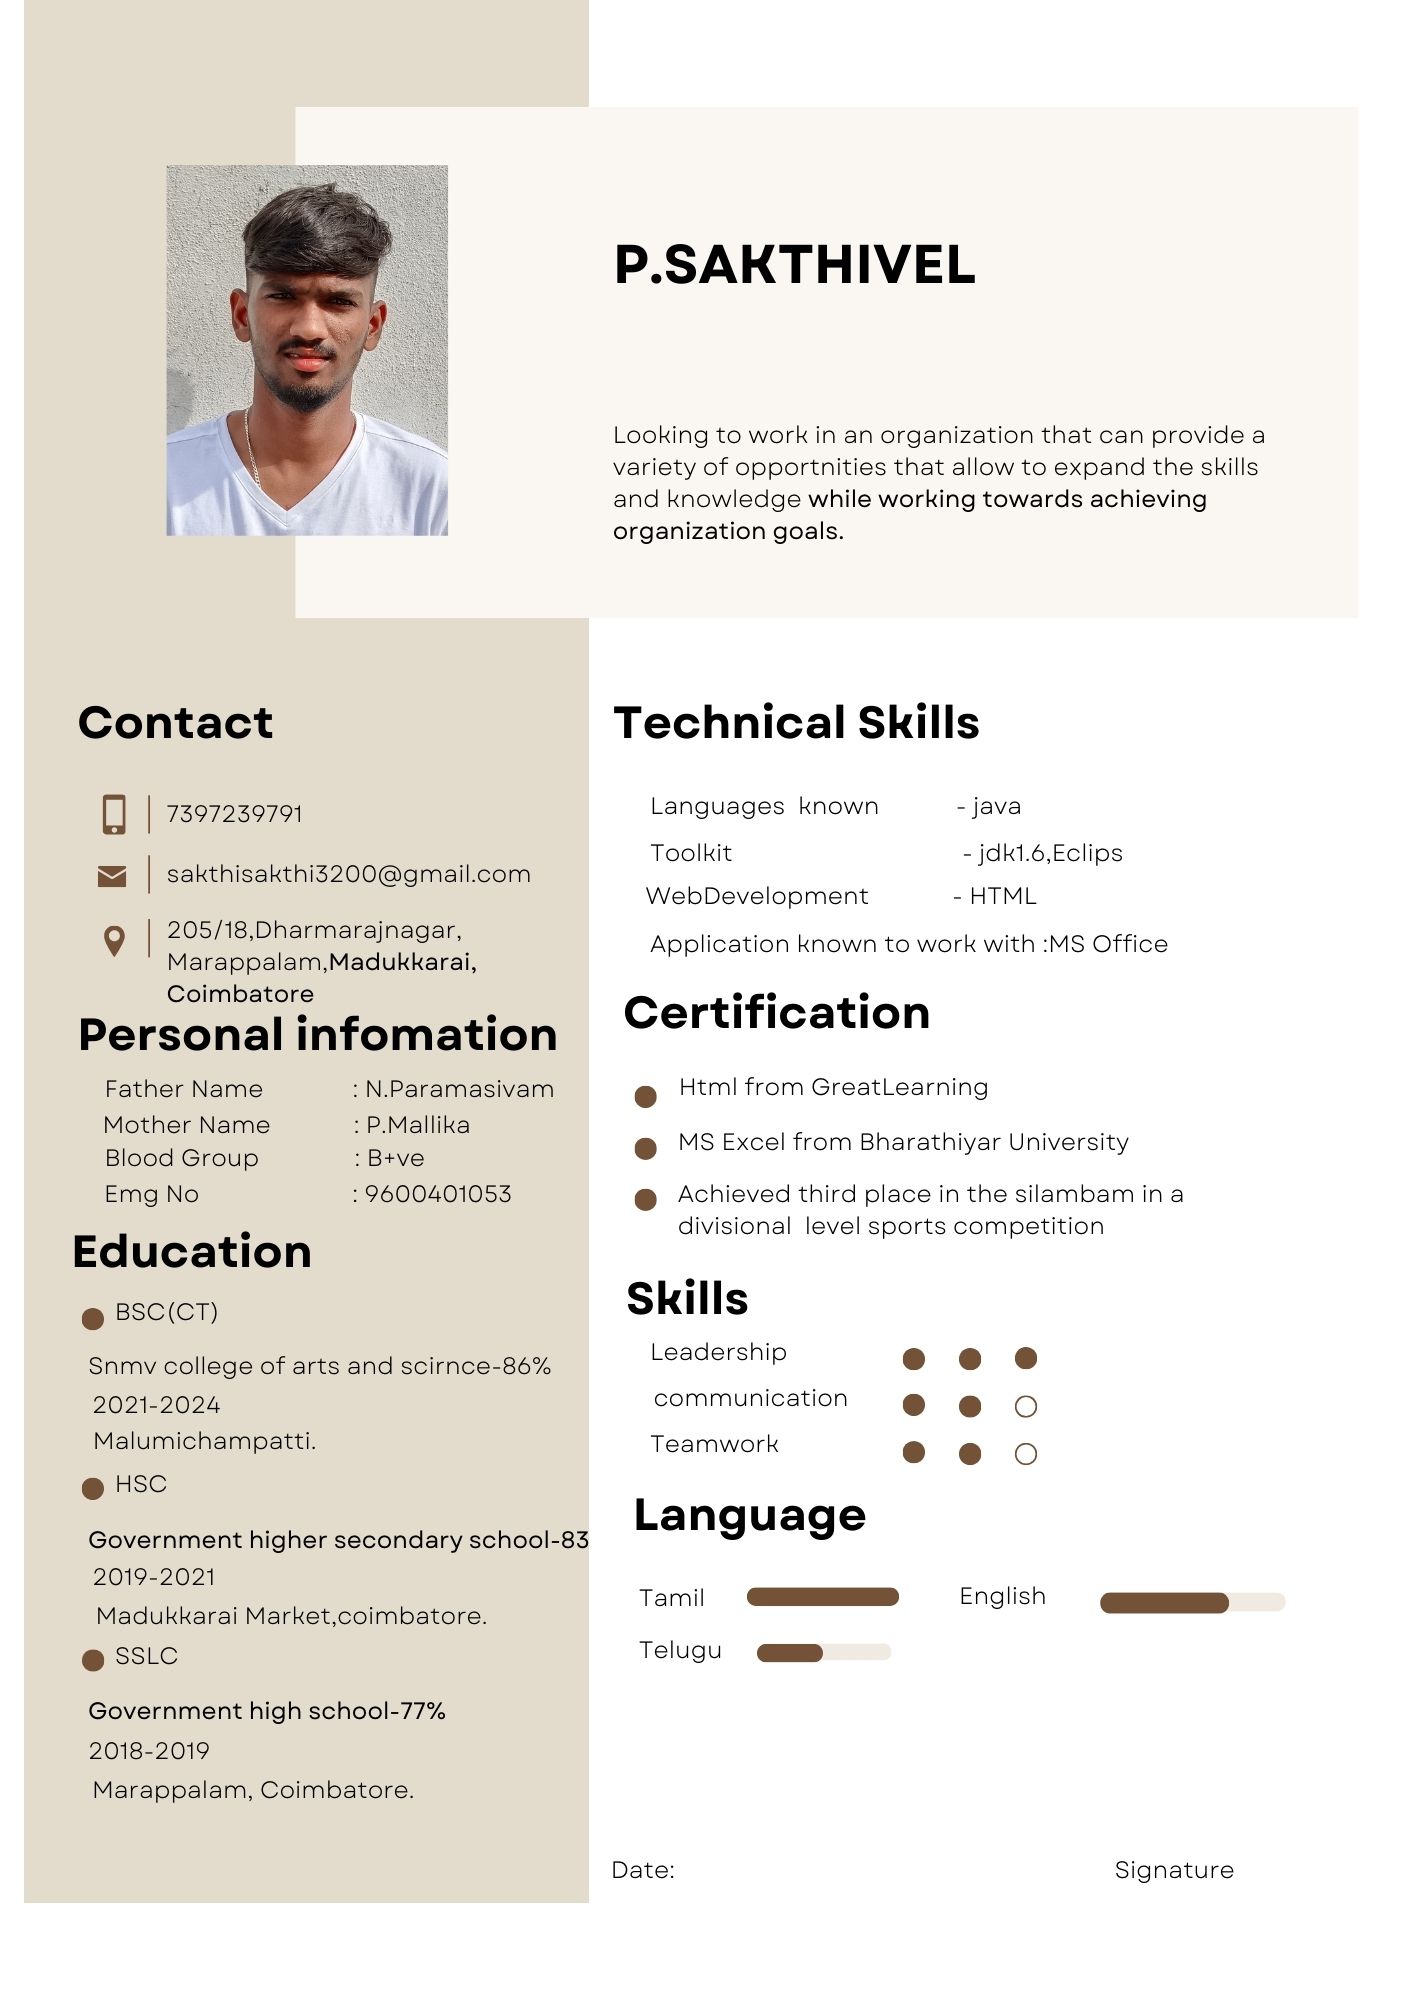 P.SAKTHIVEL
Looking to work in an organization that can provide a
variety of opportnities that allow to expand the skills
and knowledge while working towards achieving
organization goals.
Contact
7397239791
sakthisakthi3200@gmail.com
205/18,Dharmarajnagar,
Marappalam,Madukkarai,
Coimbatore
Personal infomation
Father Name : N.Paramasivam
Mother Name : P.Mallika
Blood Group : B+ve
Emg No : 9600401053
Education
BSC(CT)
Snmv college of arts and scirnce-86%
2021-2024
Malumichampatti.
HSC
Government higher secondary school-83
2019-2021
Madukkarai Market,coimbatore.
SSLC
Government high school-77%
2018-2019
Marappalam, Coimbatore.
Technical Skills
Languages known - java
Toolkit - jdk1.6,Eclips
WebDevelopment - HTML
Application known to work with :MS Office
Certification
Html from GreatLearning
MS Excel from Bharathiyar University
Achieved third place in the silambam in a
divisional level sports competition
Skills
Leadership
communication
Teamwork
Language
Tamil English
Telugu
Date: Signature